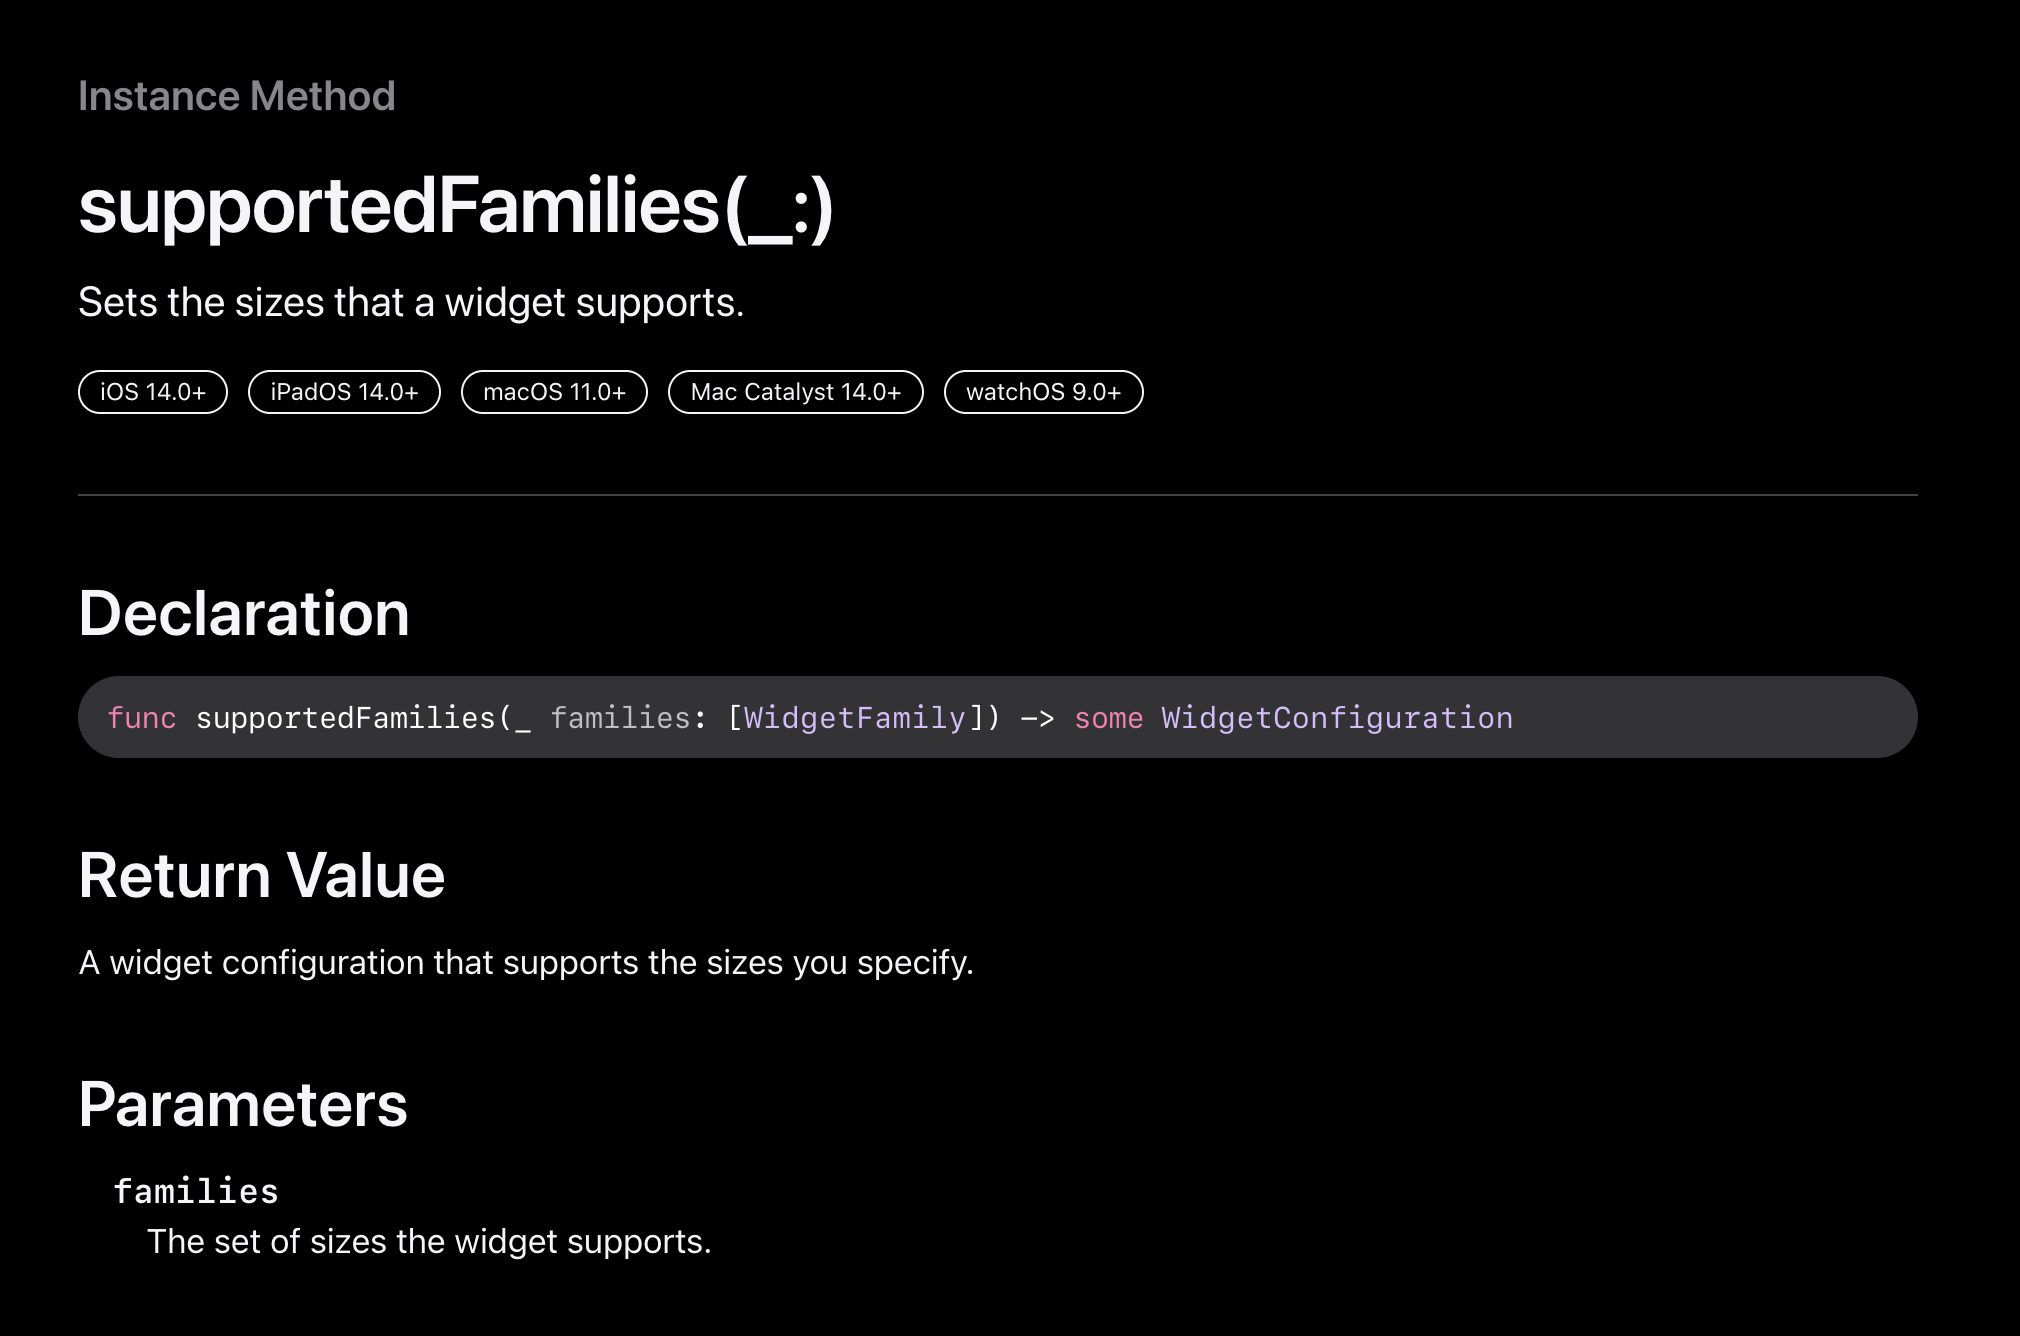 Instance Method
supportedFamilies(_:)
Sets the sizes that a widget supports.
iOS 14.0+ iPadOS 14.0+ macOS 11.0+ Mac Catalyst 14.0+ watchOS 9.0+
Declaration
func supportedFamilies(_ families: [WidgetFamily]) -> some WidgetConfiguration
Return Value
A widget configuration that supports the sizes you specify.
Parameters
families
The set of sizes the widget supports.